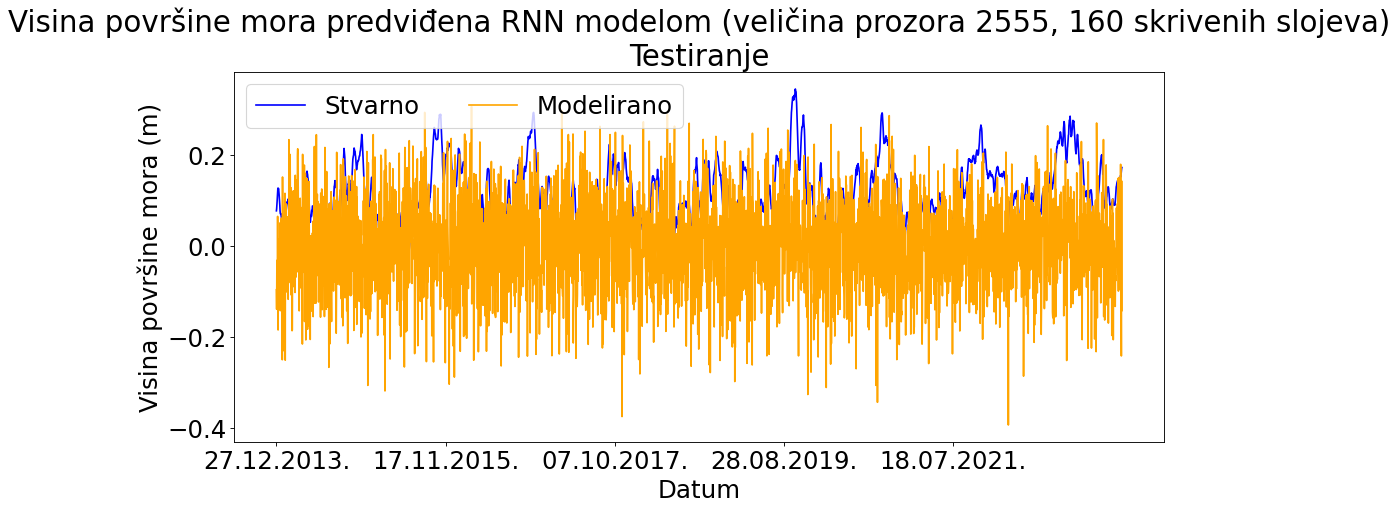 Visina površine mora predviđena RNN modelom (veličina prozora 2555, 160 skrivenih slojeva)
Testiranje
Stvarno Modelirano
Visina površine mora (m)
0.2
0.0
−0.2
−0.4
27.12.2013. 17.11.2015. 07.10.2017. 28.08.2019. 18.07.2021.
Datum